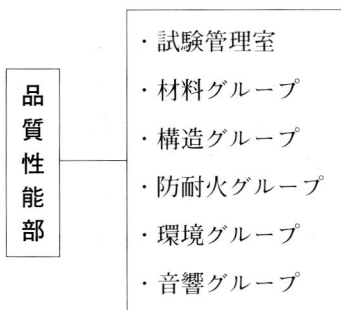 品質性能部
・試験管理室
・材料グループ
・構造グループ
・防耐火グループ
・環境グループ
・音響グループ